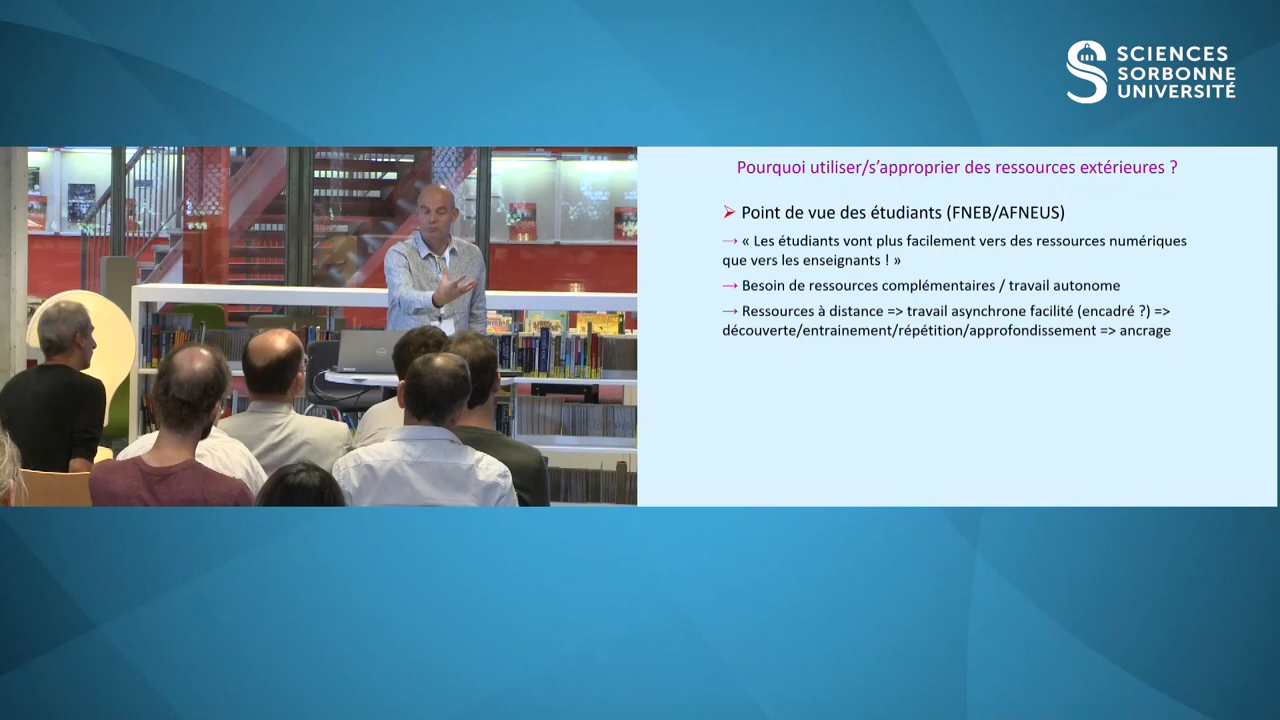 SCIENCES
SORBONNE
UNIVERSITÉ
Pourquoi utiliser/s'approprier des ressources extérieures ?
➢ Point de vue des étudiants (FNEB/AFNEUS)
→ « Les étudiants vont plus facilement vers des ressources numériques
que vers les enseignants ! »
→ Besoin de ressources complémentaires / travail autonome
→ Ressources à distance => travail asynchrone facilité (encadré ?) =>
découverte/entrainement/répétition/approfondissement => ancrage